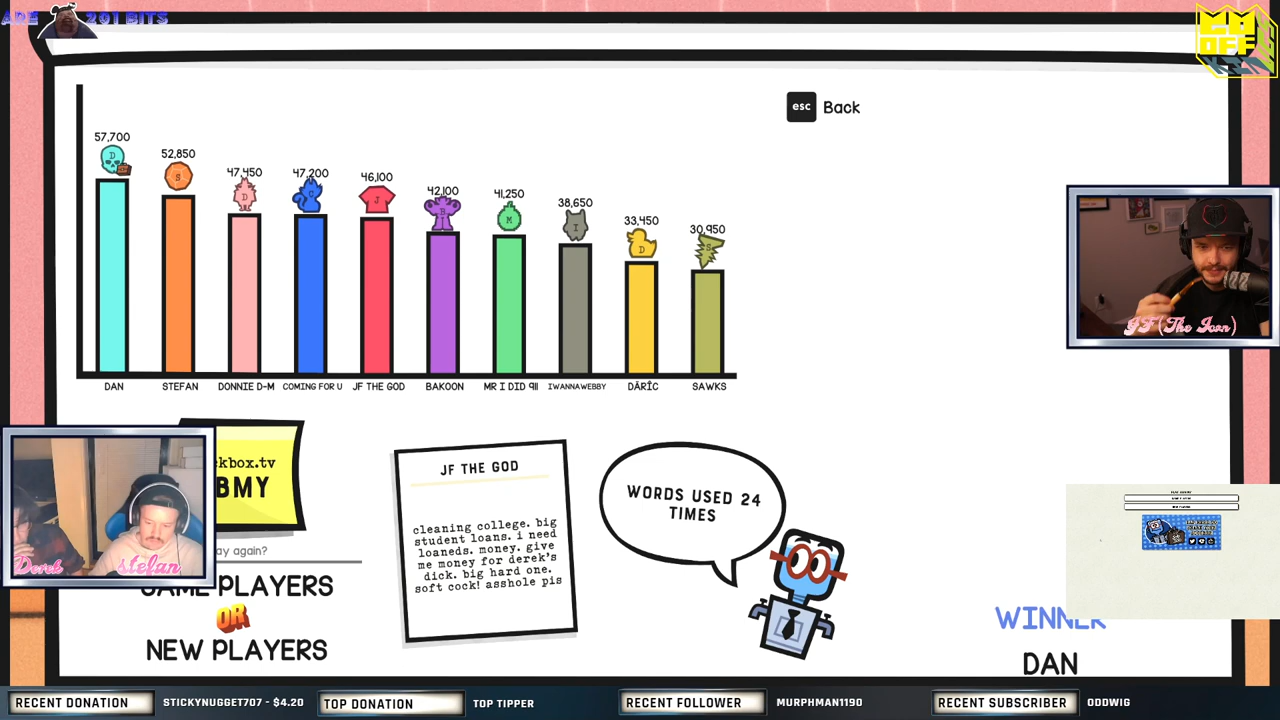 ARE 201 BITS
esc Back
57,700
52,850
47,450
47,200
46,100
42,100
41,250
38,650
33,450
30,950
D
S
D
C
J
B
M
I
D
S
DAN
STEFAN
DONNIE D-M
COMING FOR U
JF THE GOD
BAKOON
MR I DID 911
IWANNAWEBBY
DÄRÎC
SAWKS
GF (The Icon)
ckbox.tv
BMY
ay again?
SAME PLAYERS
OR
NEW PLAYERS
Derek
stefan
JF THE GOD
cleaning college. big
student loans. i need
loaneds. money. give
me money for derek's
dick. big hard one.
soft cock! asshole pis
WORDS USED 24
TIMES
WINNER
DAN
RECENT DONATION
STICKYNUGGET707 - $4.20
TOP DONATION
TOP TIPPER
RECENT FOLLOWER
MURPHMAN1190
RECENT SUBSCRIBER
ODDWIG